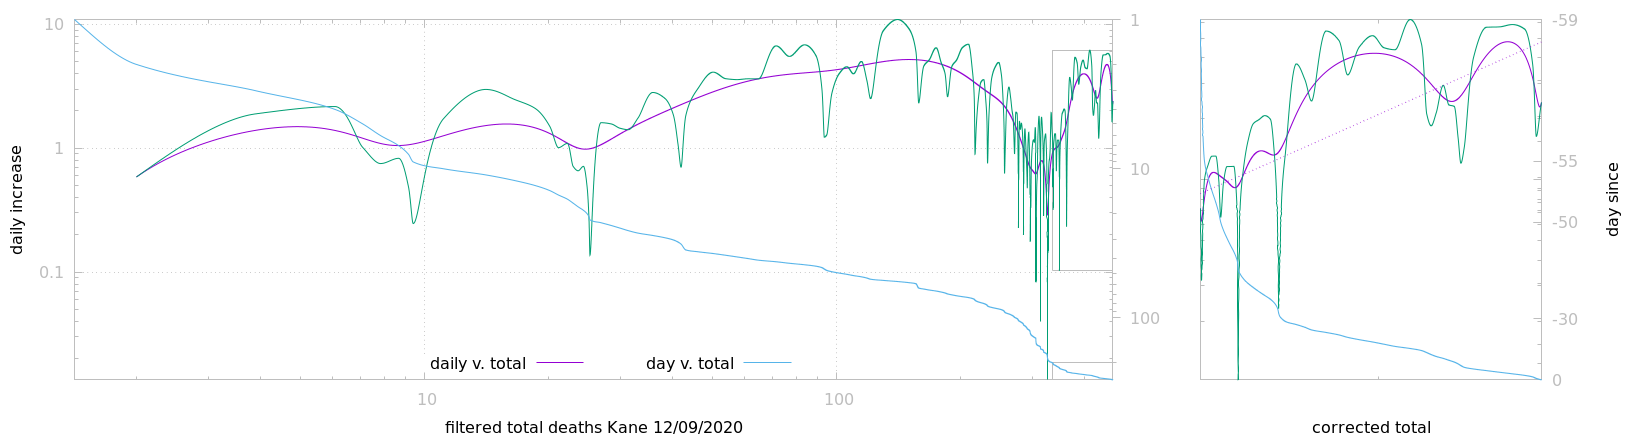 10
1
0.1
daily increase
1
10
100
daily v. total
day v. total
10
100
filtered total deaths Kane 12/09/2020
-59
-55
-50
-30
0
day since
corrected total